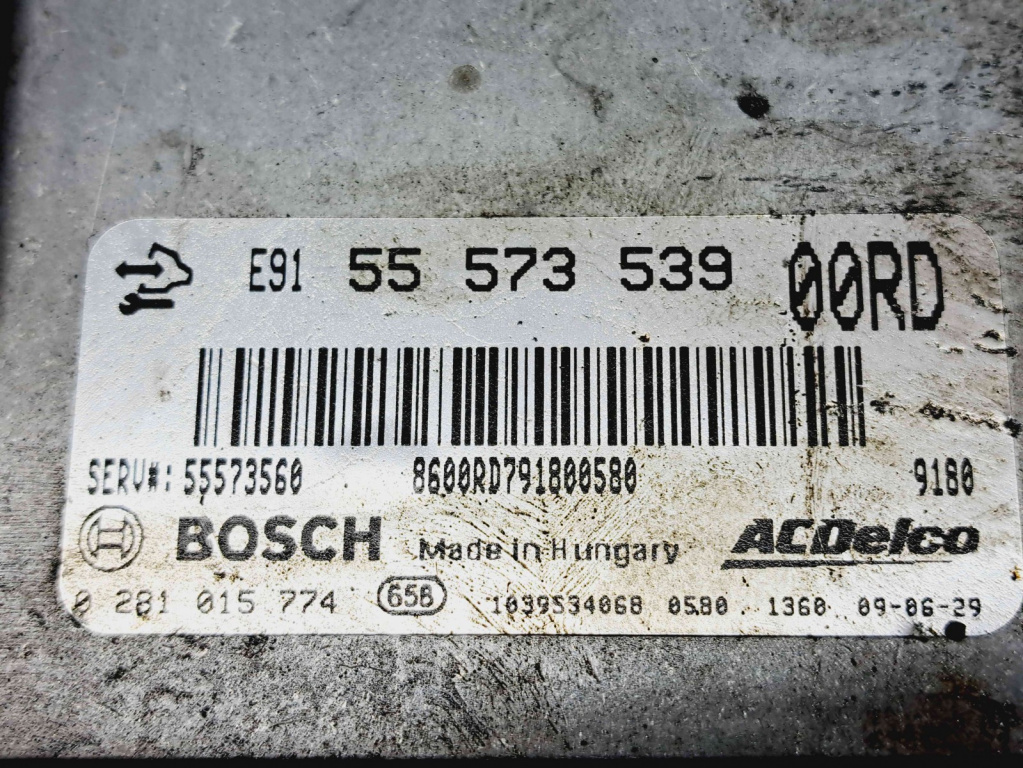 E91 55 573 539 00RD
SERV#: 55573560 8600RD791800580 9180
BOSCH Made in Hungary ACDelco
0 281 015 774 658 1039534068 0580 1360 09-06-29